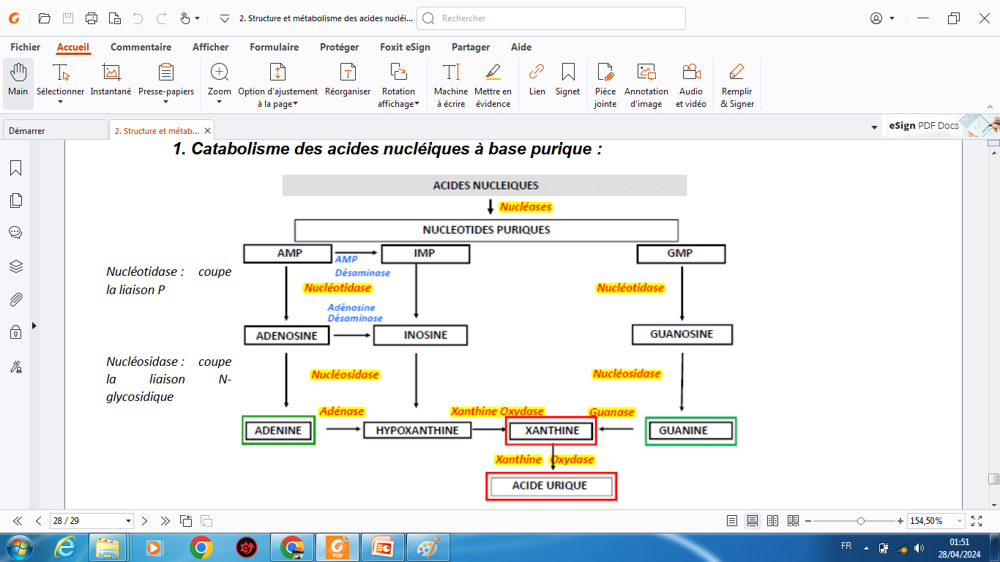 2. Structure et métabolisme des acides nucléi...
Rechercher
Fichier Accueil Commentaire Afficher Formulaire Protéger Foxit eSign Partager Aide
Main Sélectionner Instantané Presse-papiers Zoom Option d'ajustement à la page Réorganiser Rotation affichage Machine à écrire Mettre en évidence Lien Signet Pièce jointe Annotation d'image Audio et vidéo Remplir & Signer
Démarrer
2. Structure et métab...
eSign PDF Docs
1. Catabolisme des acides nucléiques à base purique :
ACIDES NUCLEIQUES
Nucléases
NUCLEOTIDES PURIQUES
AMP IMP GMP
AMP
Désaminase
Nucléotidase : coupe
la liaison P
Nucléotidase Nucléotidase
Adénosine
Désaminase
ADENOSINE INOSINE GUANOSINE
Nucléosidase : coupe
la liaison N-
glycosidique
Nucléosidase Nucléosidase
Adénase Xanthine Oxydase Guanase
ADENINE HYPOXANTHINE XANTHINE GUANINE
Xanthine Oxydase
ACIDE URIQUE
28 / 29
154,50%
PDF
FR
01:51
28/04/2024